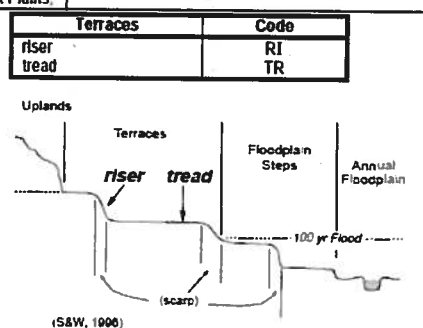 Plains,
Terraces Code
riser RI
tread TR
Uplands
Terraces
Floodplain
Steps
Annual
Floodplain
riser tread
100 yr Flood
(scarp)
(S&W, 1996)